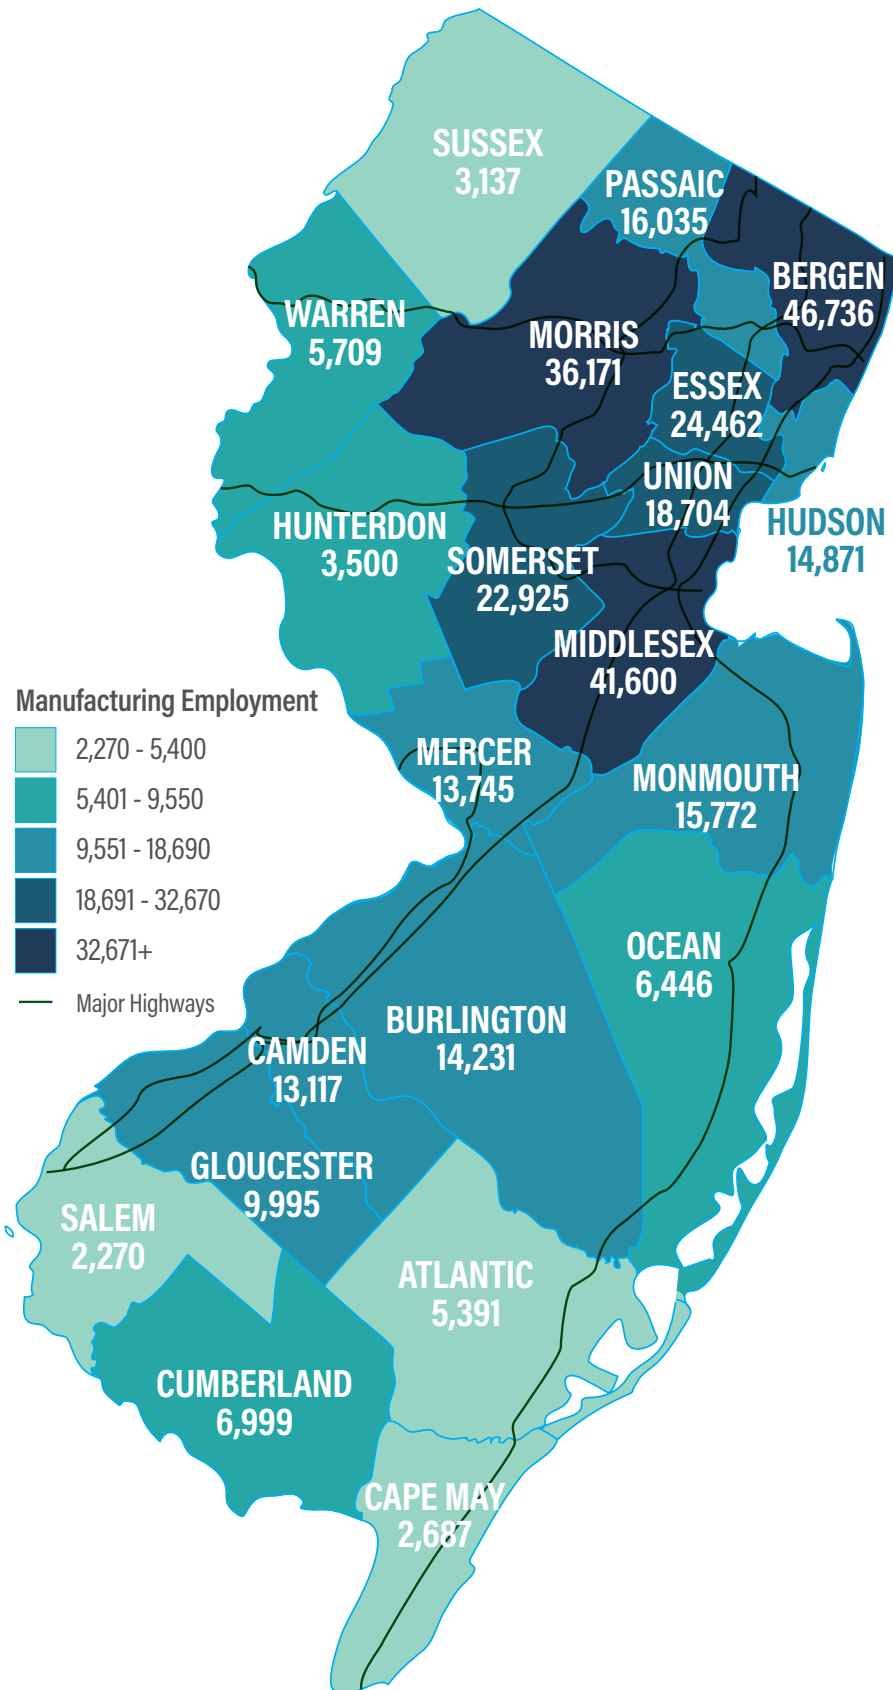 SUSSEX
3,137
PASSAIC
16,035
BERGEN
46,736
WARREN
5,709
MORRIS
36,171
ESSEX
24,462
UNION
18,704
HUDSON
14,871
HUNTERDON
3,500
SOMERSET
22,925
MIDDLESEX
41,600
Manufacturing Employment
2,270 - 5,400
5,401 - 9,550
9,551 - 18,690
18,691 - 32,670
32,671+
Major Highways
MERCER
13,745
MONMOUTH
15,772
OCEAN
6,446
BURLINGTON
14,231
CAMDEN
13,117
GLOUCESTER
9,995
SALEM
2,270
ATLANTIC
5,391
CUMBERLAND
6,999
CAPE MAY
2,687